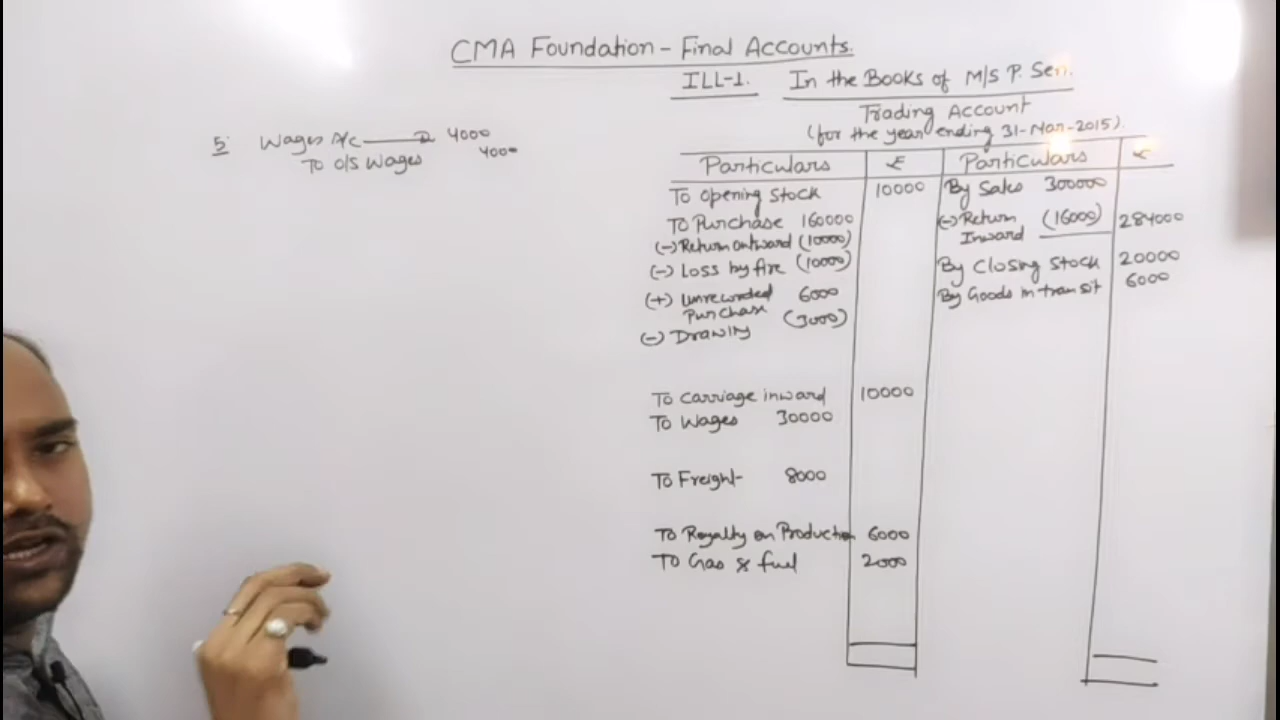 CMA Foundation - Final Accounts.
ILL-1. In the Books of M/S P. Sen.
Trading Account
(for the year ending 31-Mar-2015).
5. Wages A/c 4000
To O/S Wages 4000
Particulars ₹ Particulars ₹
To Opening Stock 10000 By Sales 300000
To Purchase 160000 (-) Return Inward (16000) 284000
(-) Return outward (10000)
(-) Loss by fire (10000) By Closing Stock 20000
(+) Unrecorded Purchase 6000 By Goods in transit 6000
(-) Drawing (3000)
To Carriage inward 10000
To Wages 30000
To Freight- 8000
To Royalty on Production 6000
To Gas & fuel 2000